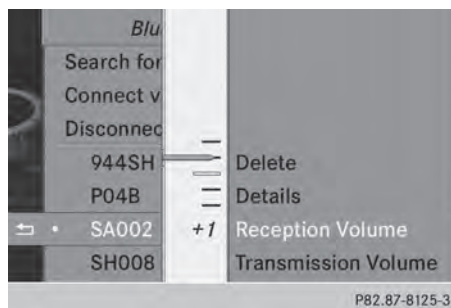 Blu
Search for
Connect v
Disconnec
944SH Delete
P04B Details
SA002 +1 Reception Volume
SH008 Transmission Volume
P82.87-8125-3